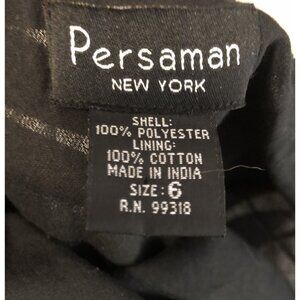 Persaman
NEW YORK
SHELL:
100% POLYESTER
LINING:
100% COTTON
MADE IN INDIA
SIZE: 6
R.N. 99318